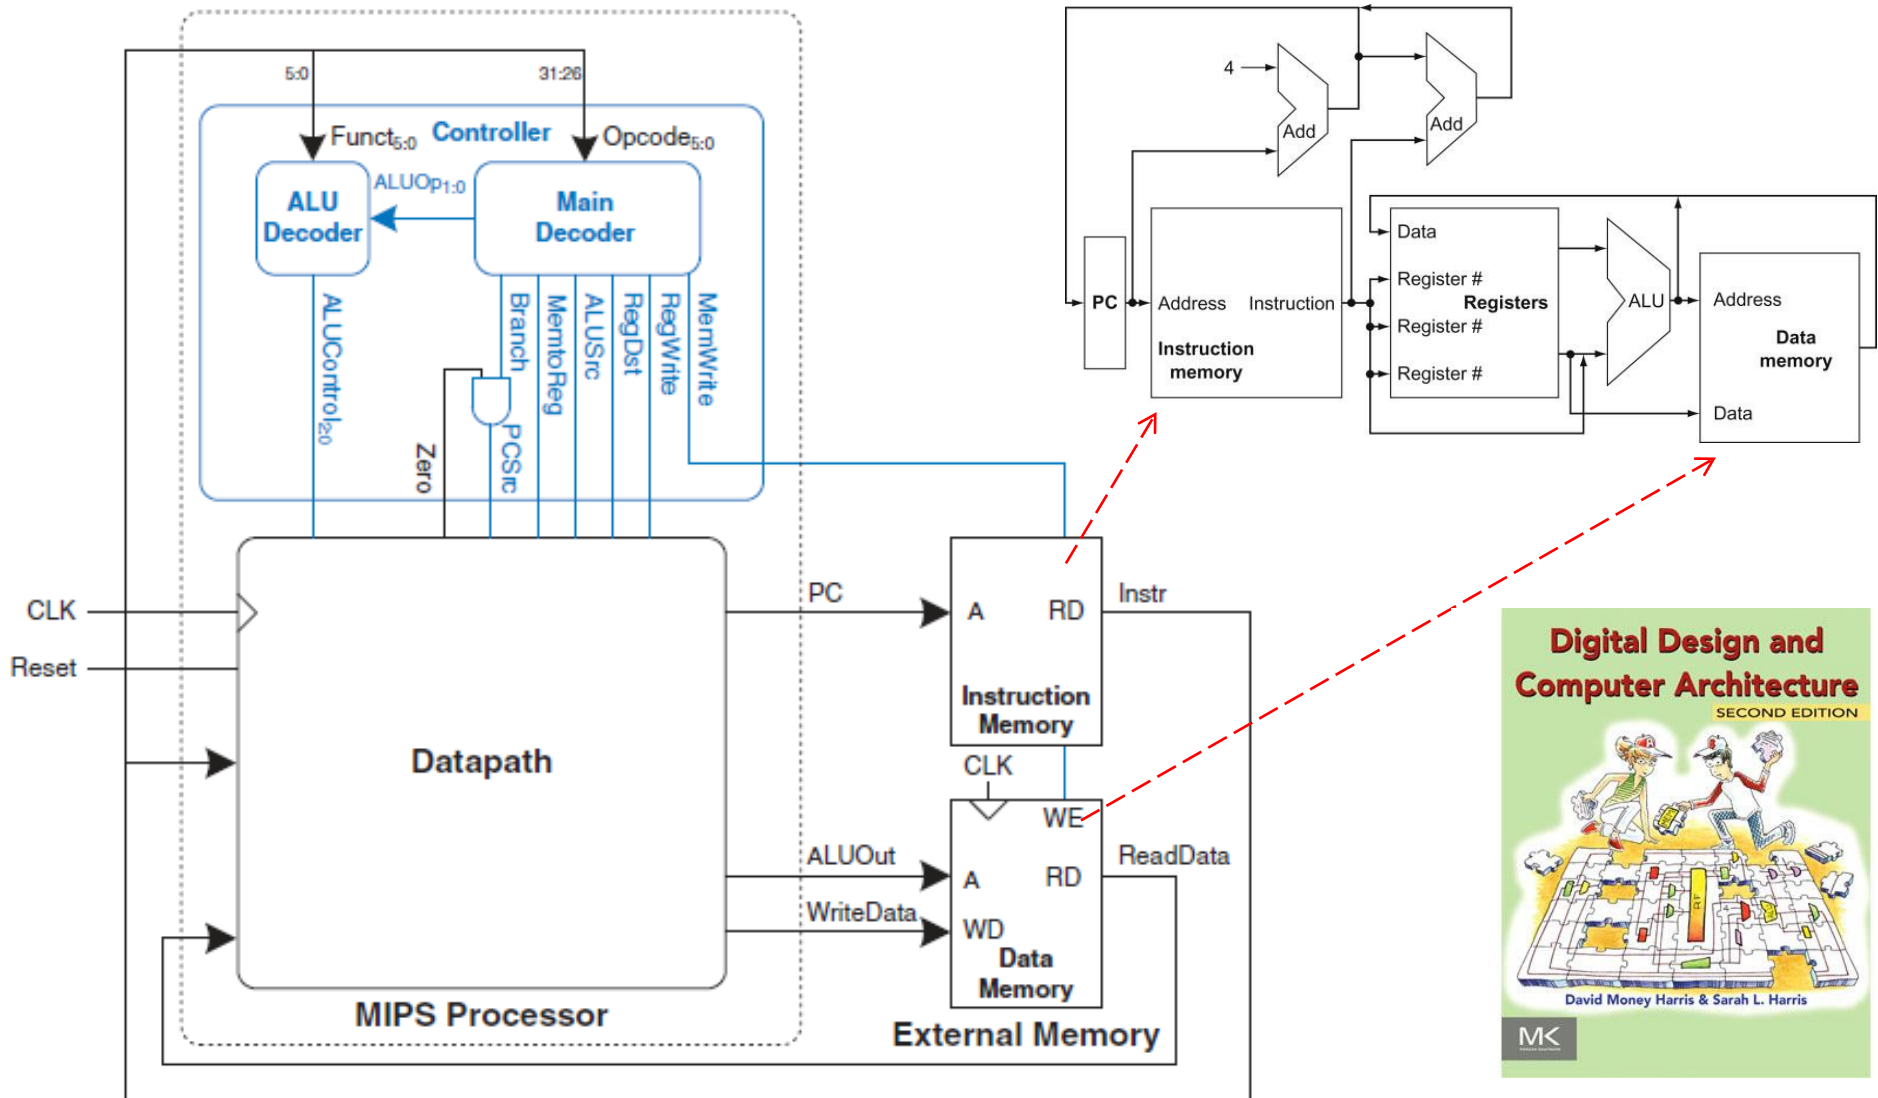 5:0
31:26
Controller
Funct5:0
Opcode5:0
ALUOp1:0
ALU
Decoder
Main
Decoder
ALUControl2:0
Branch
MemtoReg
ALUSrc
RegDst
RegWrite
MemWrite
Zero
PCSrc
CLK
Reset
Datapath
MIPS Processor
PC
A
RD
Instr
Instruction
Memory
CLK
WE
ALUOut
A
RD
ReadData
WriteData
WD
Data
Memory
External Memory
4
Add
Add
PC
Address
Instruction
Instruction
memory
Data
Register #
Registers
Register #
Register #
ALU
Address
Data
memory
Data
Digital Design and
Computer Architecture
SECOND EDITION
David Money Harris & Sarah L. Harris
MK